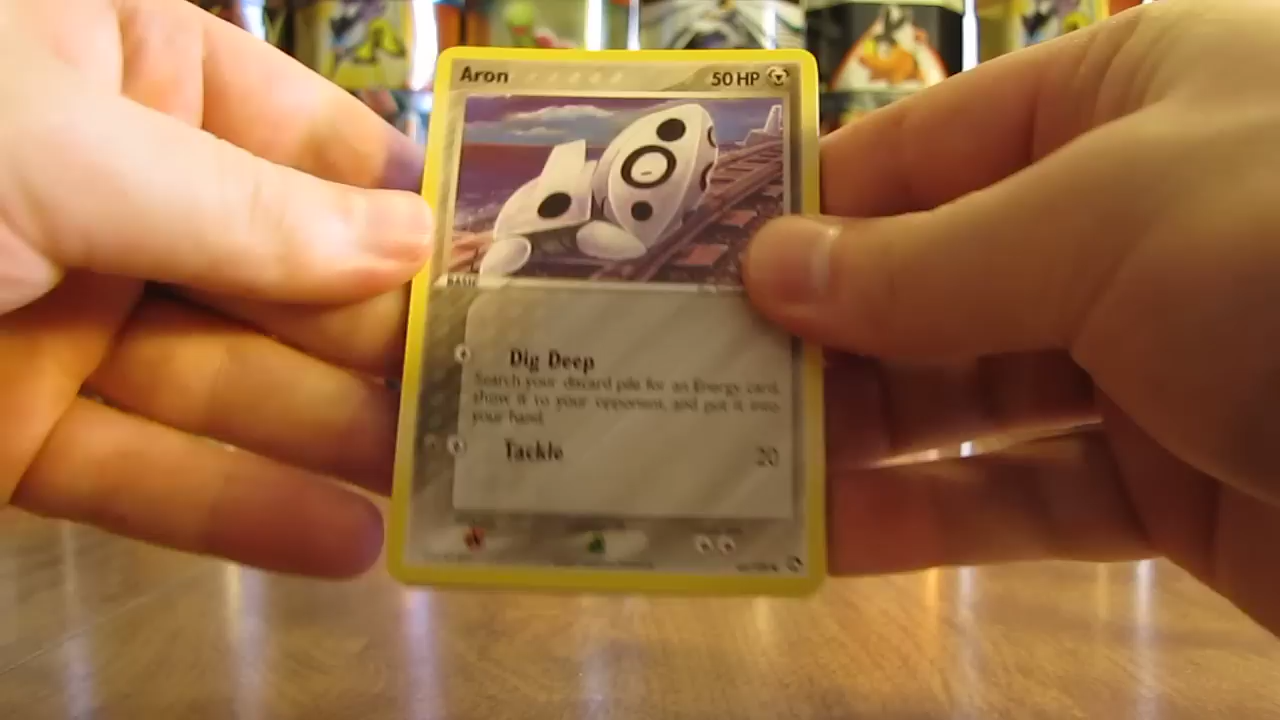 Aron 50 HP
BASIC
Dig Deep
Search your discard pile for an Energy card,
show it to your opponent, and put it into
your hand.
Tackle 20